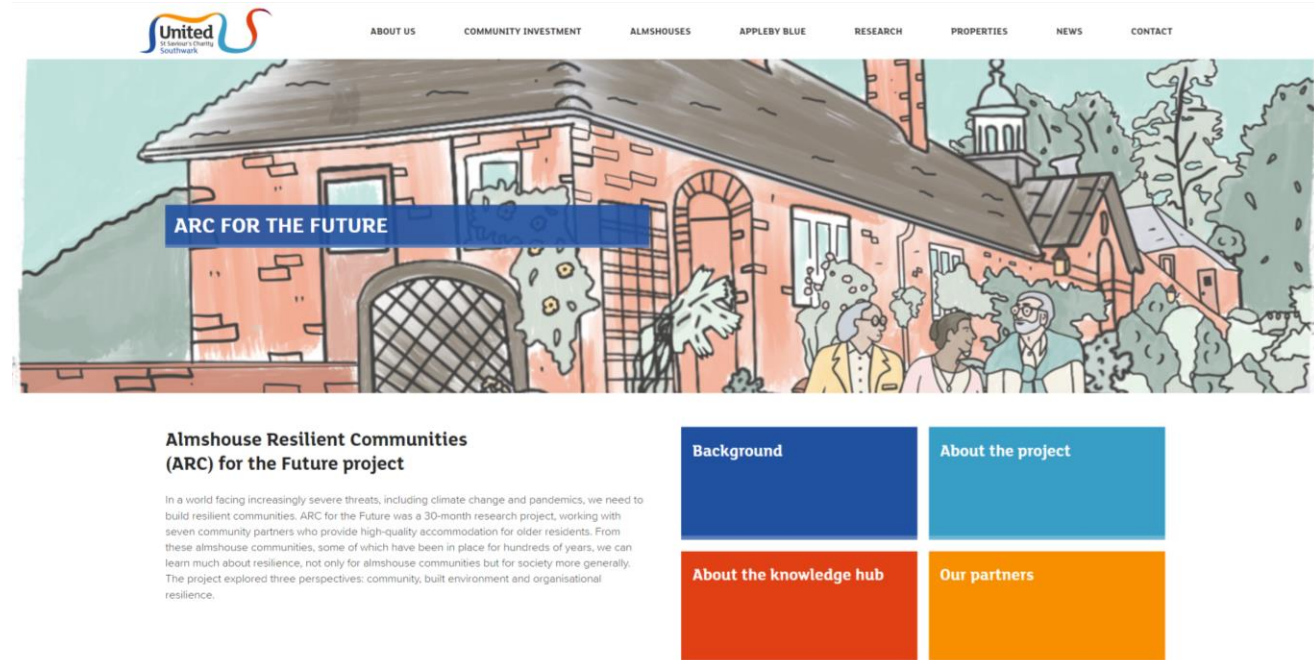 United
St Saviour's Charity
Southwark
ABOUT US
COMMUNITY INVESTMENT
ALMSHOUSES
APPLEBY BLUE
RESEARCH
PROPERTIES
NEWS
CONTACT
ARC FOR THE FUTURE
Almshouse Resilient Communities
(ARC) for the Future project
In a world facing increasingly severe threats, including climate change and pandemics, we need to
build resilient communities. ARC for the Future was a 30-month research project, working with
seven community partners who provide high-quality accommodation for older residents. From
these almshouse communities, some of which have been in place for hundreds of years, we can
learn much about resilience, not only for almshouse communities but for society more generally.
The project explored three perspectives: community, built environment and organisational
resilience.
Background
About the project
About the knowledge hub
Our partners